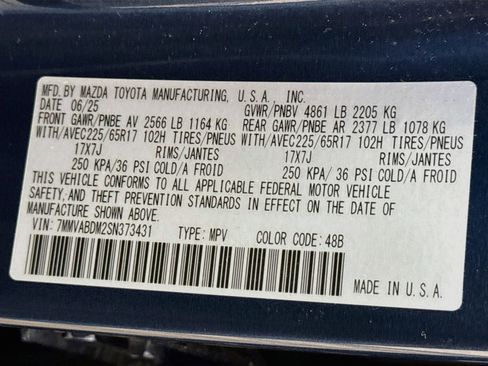 MFD. BY MAZDA TOYOTA MANUFACTURING, U.S.A., INC.
DATE 06/25 GVWR/PNBV 4861 LB 2205 KG
FRONT GAWR/PNBE AV 2566 LB 1164 KG REAR GAWR/PNBE AR 2377 LB 1078 KG
WITH/AVEC225/65R17 102H TIRES/PNEUS WITH/AVEC225/65R17 102H TIRES/PNEUS
17X7J RIMS/JANTES 17X7J RIMS/JANTES
250 KPA/36 PSI COLD/A FROID 250 KPA/36 PSI COLD/A FROID
THIS VEHICLE CONFORMS TO ALL APPLICABLE FEDERAL MOTOR VEHICLE
SAFETY, AND THEFT PREVENTION STANDARDS IN EFFECT ON THE DATE OF
MANUFACTURE SHOWN ABOVE.
VIN: 7MMVABDM2SN373431 TYPE: MPV COLOR CODE: 48B
MADE IN U.S.A.